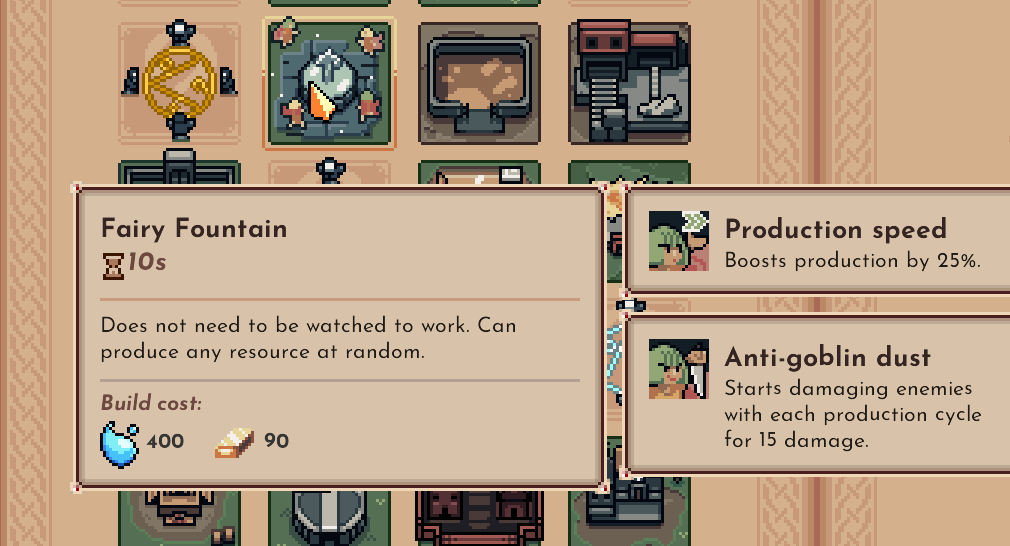 Fairy Fountain
10s
Does not need to be watched to work. Can
produce any resource at random.
Build cost:
400 90
Production speed
Boosts production by 25%.
Anti-goblin dust
Starts damaging enemies
with each production cycle
for 15 damage.